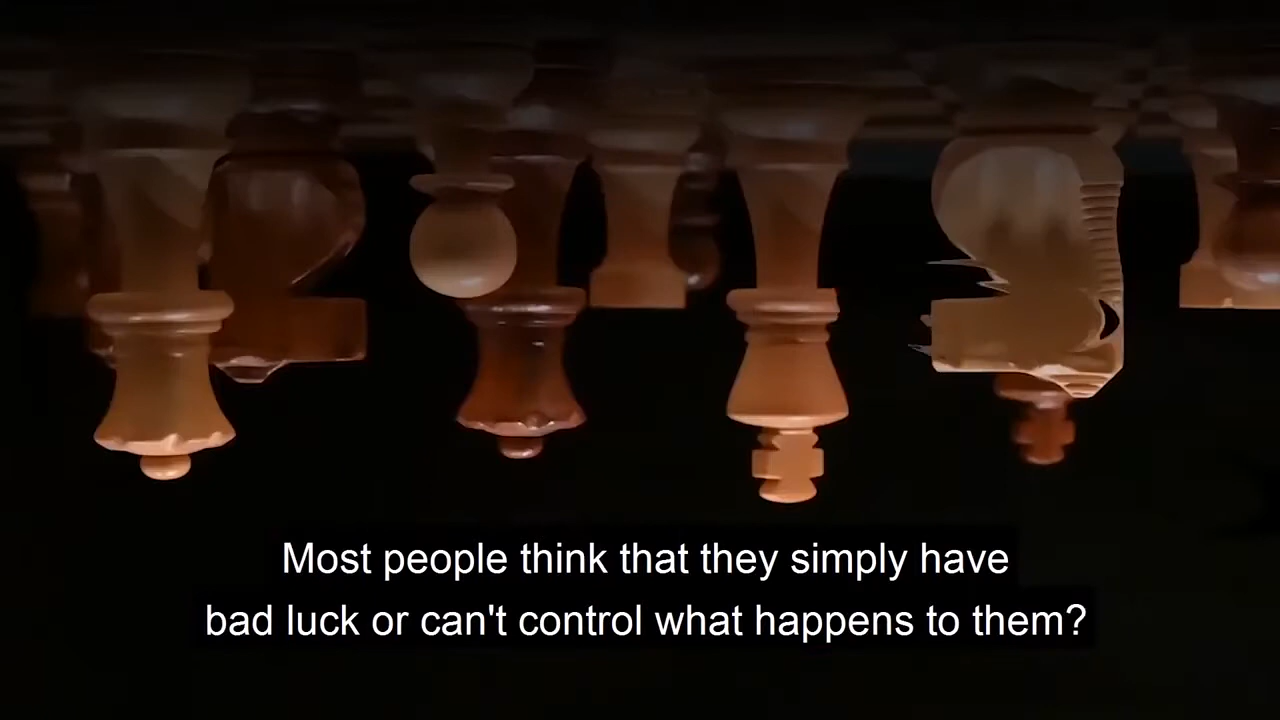 Most people think that they simply have
bad luck or can't control what happens to them?